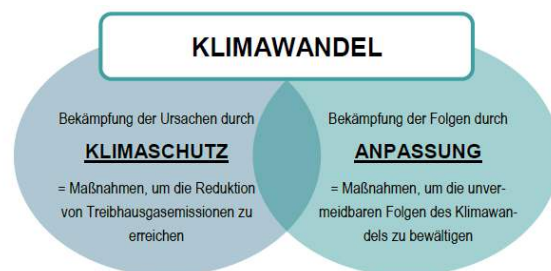 KLIMAWANDEL
Bekämpfung der Ursachen durch
KLIMASCHUTZ
= Maßnahmen, um die Reduktion
von Treibhausgasemissionen zu
erreichen
Bekämpfung der Folgen durch
ANPASSUNG
= Maßnahmen, um die unver-
meidbaren Folgen des Klimawan-
dels zu bewältigen